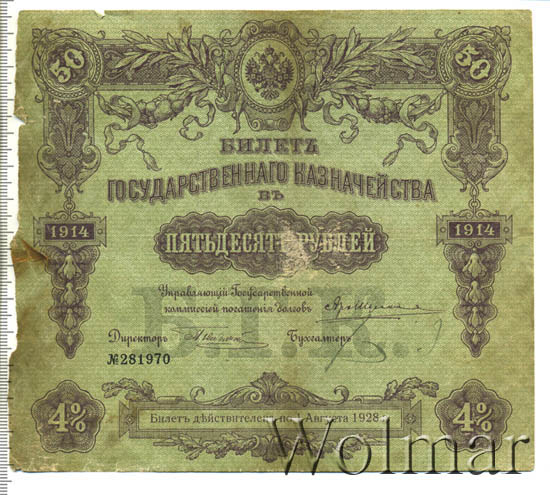 50 50
БИЛЕТЪ
ГОСУДАРСТВЕННАГО КАЗНАЧЕЙСТВА
ВЪ
1914 1914
ПЯТЬДЕСЯТЪ РУБЛЕЙ
Управляющій Государственной
коммиссіей погашенія долговъ
Б.Г.К.
Директоръ Бухгалтеръ
№281970
4% 4%
Билетъ дѣйствителенъ по 1 Августа 1928
Wolmar